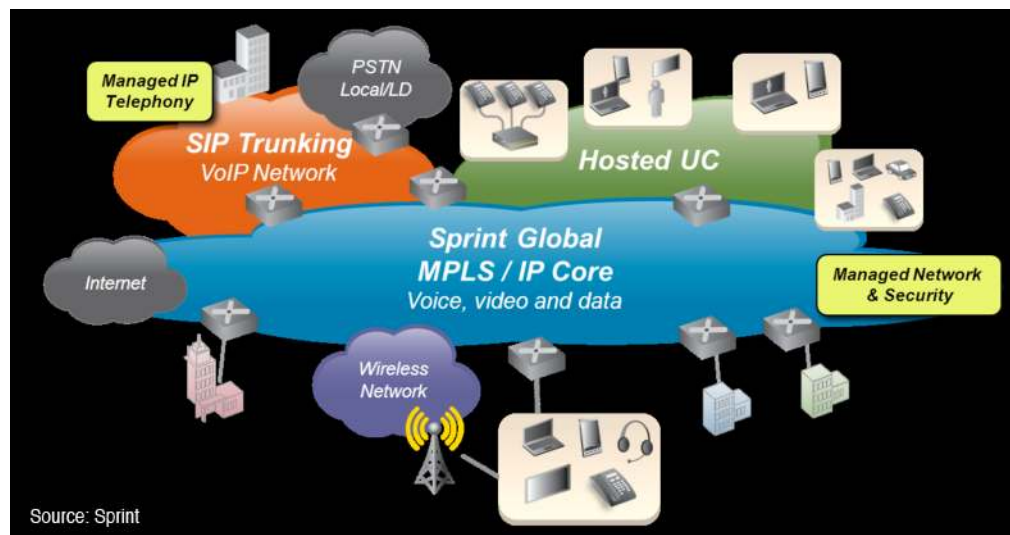 Managed IP
Telephony
PSTN
Local/LD
SIP Trunking
VoIP Network
Hosted UC
Sprint Global
MPLS / IP Core
Voice, video and data
Internet
Managed Network
& Security
Wireless
Network
Source: Sprint